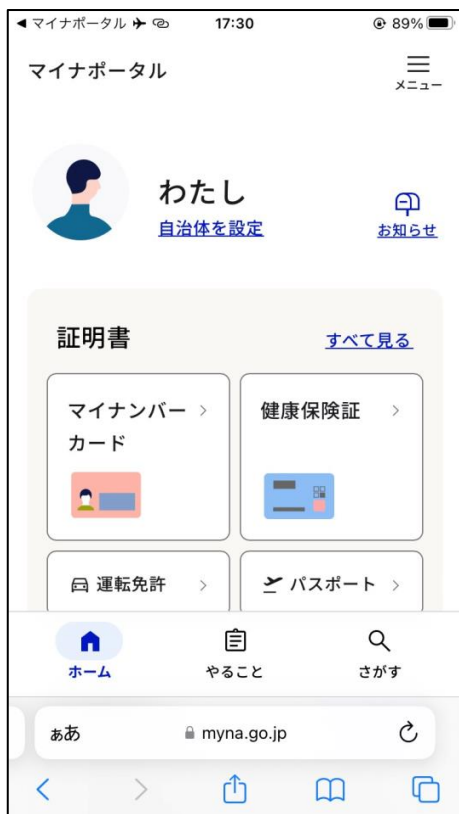 マイナポータル 17:30 89%
マイナポータル
メニュー
わたし
自治体を設定
お知らせ
証明書
すべて見る
マイナンバー
カード
健康保険証
運転免許
パスポート
ホーム
やること
さがす
ぁあ myna.go.jp